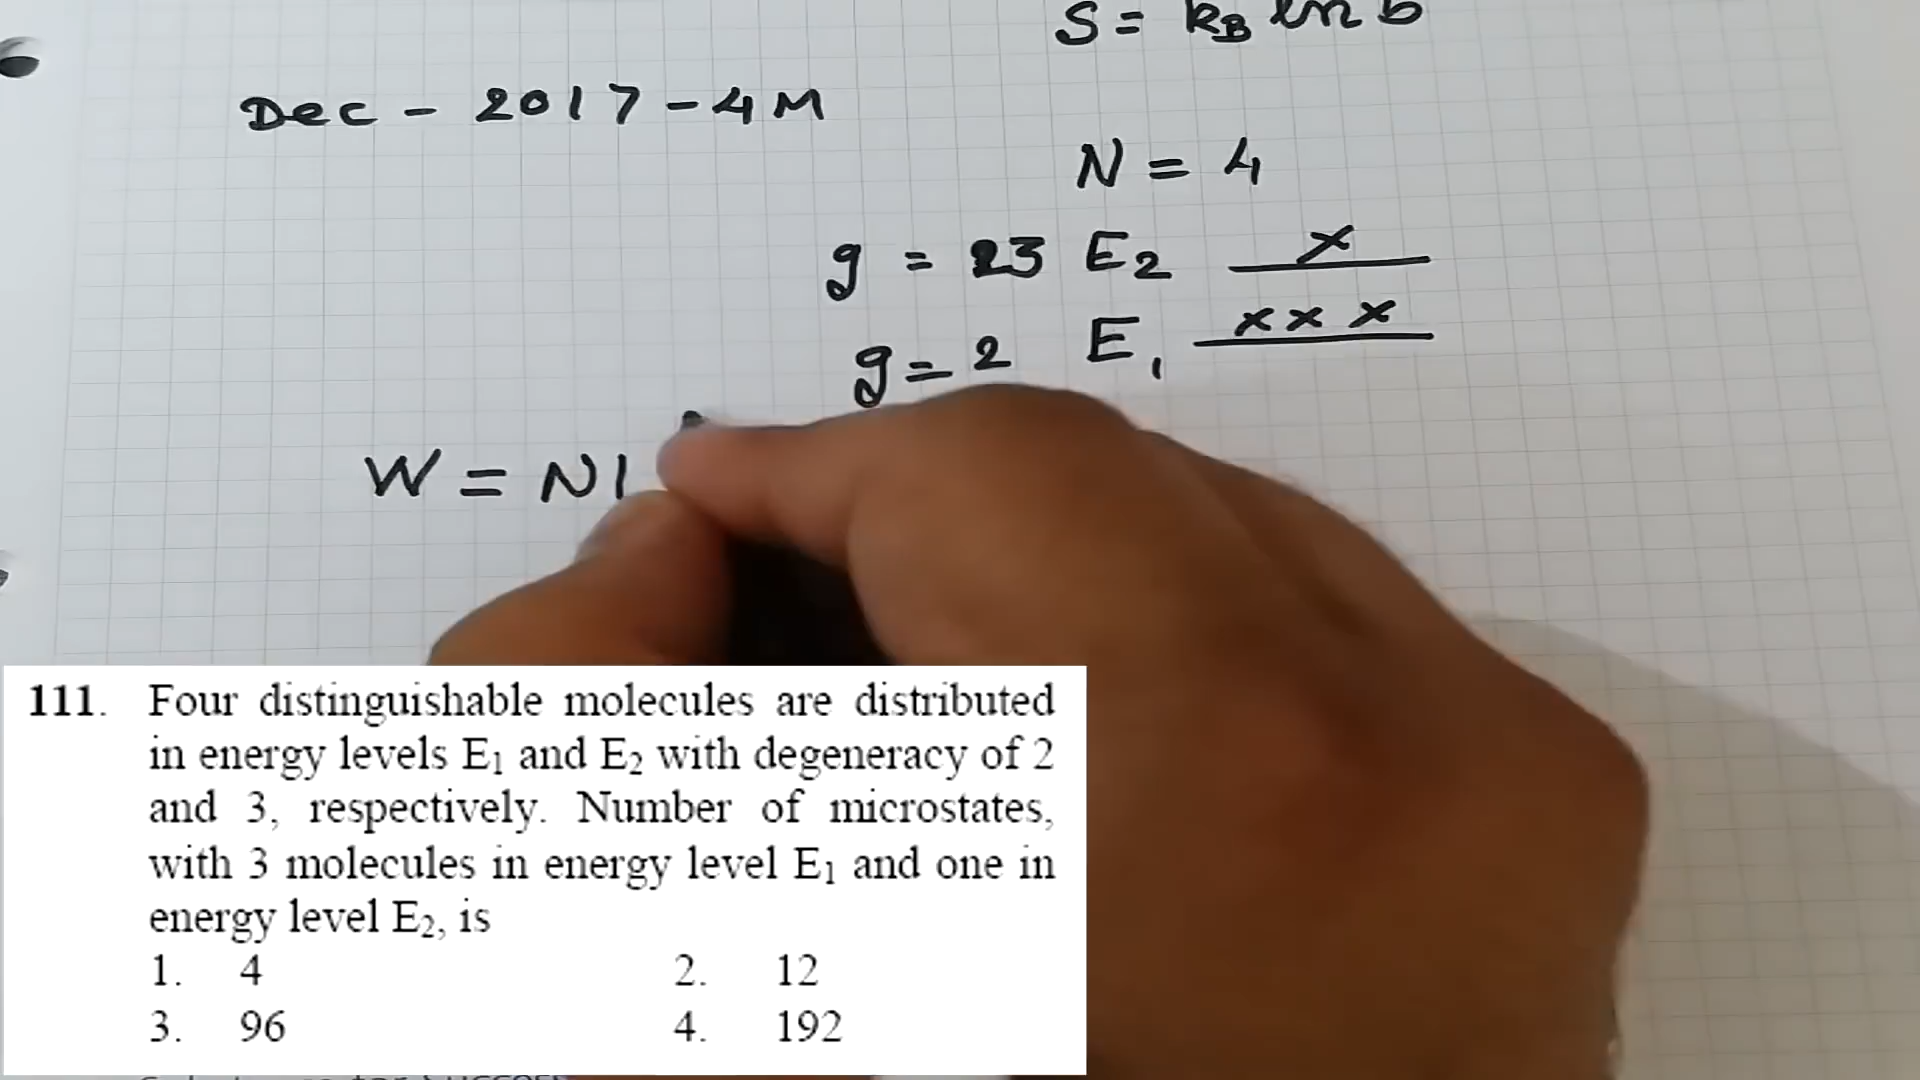 S = kB ln b
Dec - 2017 - 4M
N = 4
g = 23 E2 x
g = 2 E1 x x x
W = N!
111. Four distinguishable molecules are distributed
in energy levels E1 and E2 with degeneracy of 2
and 3, respectively. Number of microstates,
with 3 molecules in energy level E1 and one in
energy level E2, is
1. 4 2. 12
3. 96 4. 192